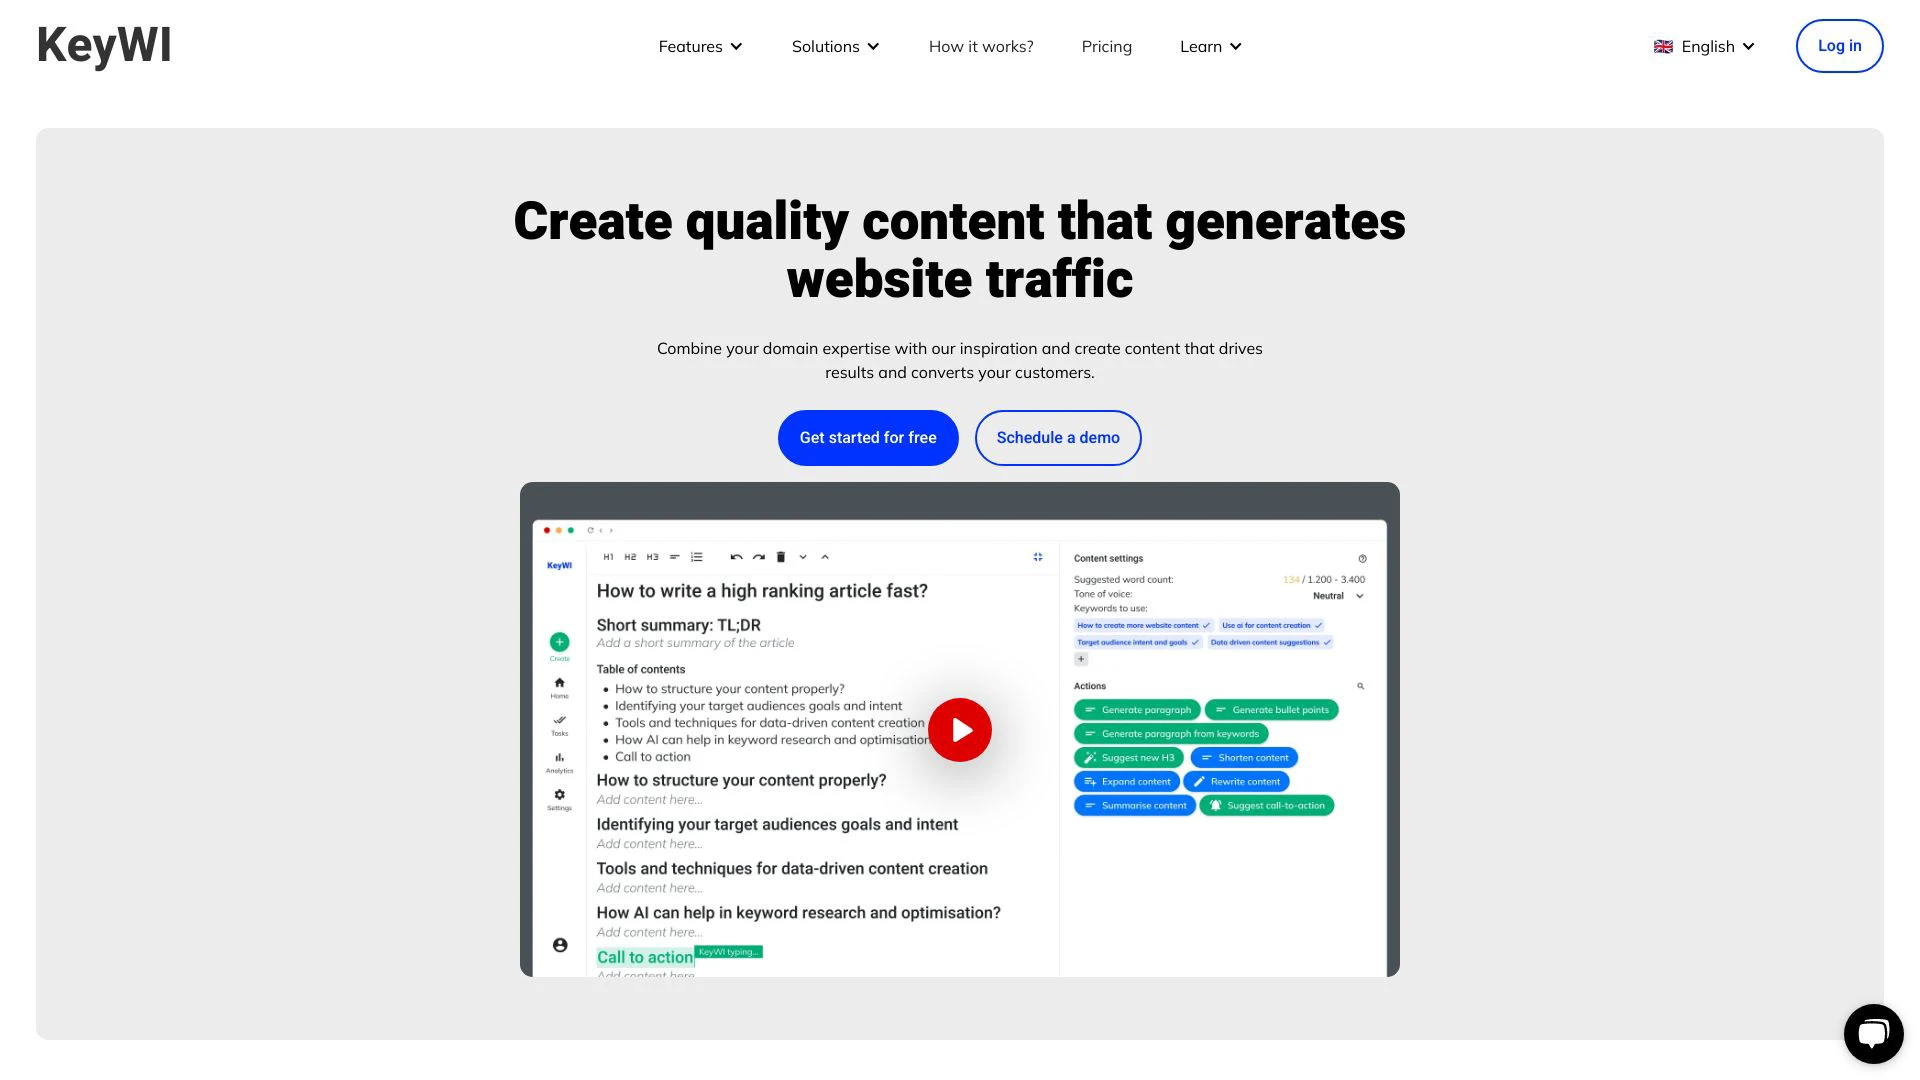 KeyWI
Features
Solutions
How it works?
Pricing
Learn
English
Log in
Create quality content that generates
website traffic
Combine your domain expertise with our inspiration and create content that drives
results and converts your customers.
Get started for free
Schedule a demo
KeyWI
Create
Home
Tasks
Analytics
Settings
H1 H2 H3
How to write a high ranking article fast?
Short summary: TL;DR
Add a short summary of the article
Table of contents
• How to structure your content properly?
• Identifying your target audiences goals and intent
• Tools and techniques for data-driven content creation
• How AI can help in keyword research and optimisation
• Call to action
How to structure your content properly?
Add content here...
Identifying your target audiences goals and intent
Add content here...
Tools and techniques for data-driven content creation
Add content here...
How AI can help in keyword research and optimisation?
Add content here...
Call to action
KeyWI typing...
Add content here
Content settings
Suggested word count: 134 / 1.200 - 3.400
Tone of voice: Neutral
Keywords to use:
How to create more website content
Use ai for content creation
Target audience intent and goals
Data driven content suggestions
+
Actions
Generate paragraph
Generate bullet points
Generate paragraph from keywords
Suggest new H3
Shorten content
Expand content
Rewrite content
Summarise content
Suggest call-to-action